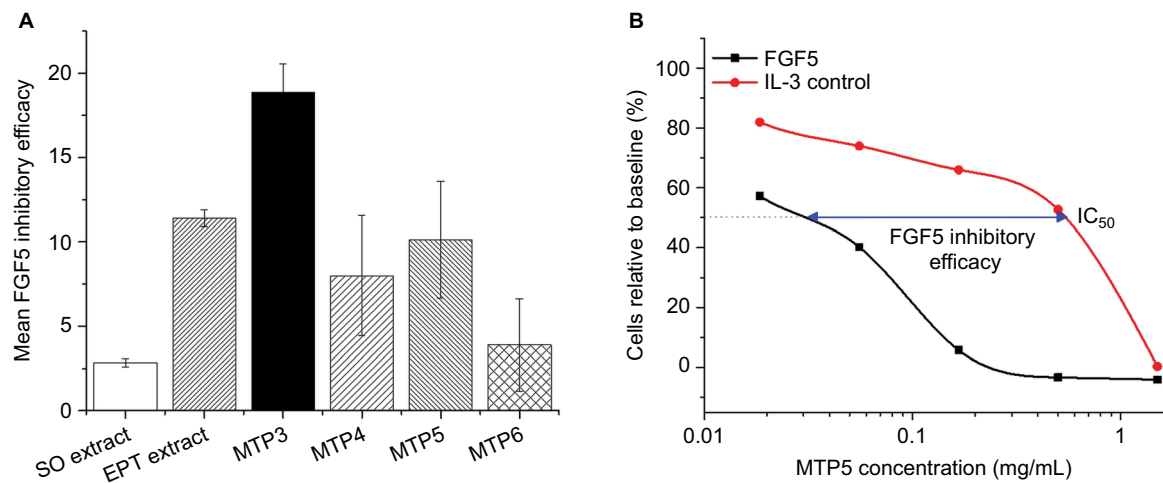 A
Mean FGF5 inhibitory efficacy
20
15
10
5
0
SO extract
EPT extract
MTP3
MTP4
MTP5
MTP6
B
FGF5
IL-3 control
Cells relative to baseline (%)
100
80
60
40
20
0
IC50
FGF5 inhibitory
efficacy
0.01
0.1
1
MTP5 concentration (mg/mL)